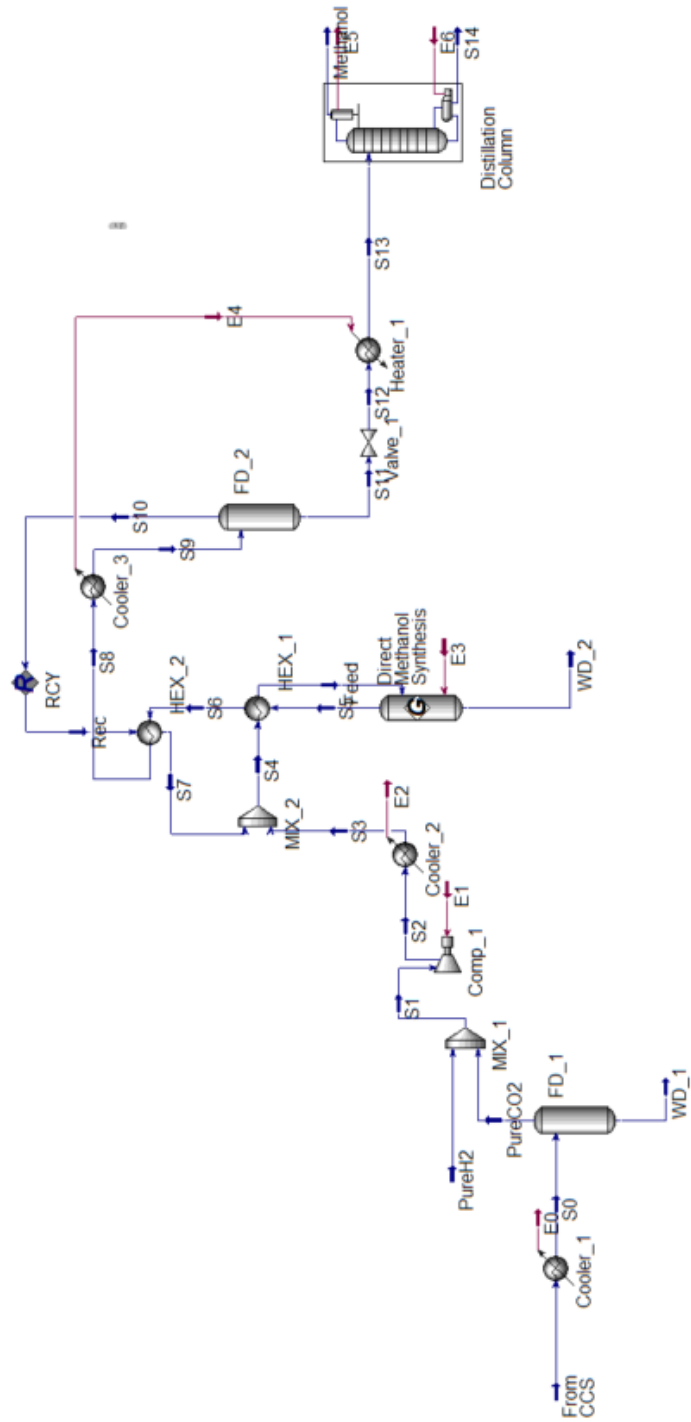 From
CCS
Cooler_1
E0
S0
FD_1
WD_1
PureCO2
PureH2
MIX_1
S1
Comp_1
E1
S2
Cooler_2
E2
S3
MIX_2
S4
HEX_1
Feed
S5
Direct
Methanol
Synthesis
G
E3
WD_2
S6
HEX_2
S7
Rec
RCY
R
S8
Cooler_3
S9
FD_2
S10
S11
Valve_1
S12
Heater_1
E4
S13
Distillation
Column
Methanol
E5
E6
S14